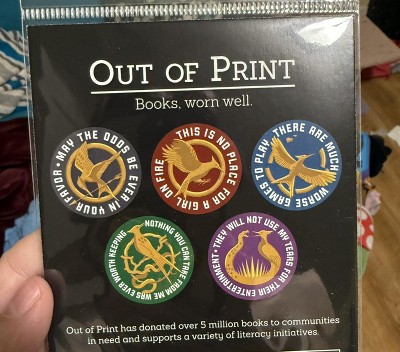 OUT OF PRINT
Books, worn well.
MAY THE ODDS BE EVER IN YOUR FAVOR •
THIS IS NO PLACE FOR A GIRL ON FIRE
THERE ARE MUCH WORSE GAMES TO PLAY
NOTHING YOU CAN TAKE FROM ME WAS EVER WORTH KEEPING
THEY WILL NOT USE MY TEARS FOR THEIR ENTERTAINMENT •
Out of Print has donated over 5 million books to communities
in need and supports a variety of literacy initiatives.